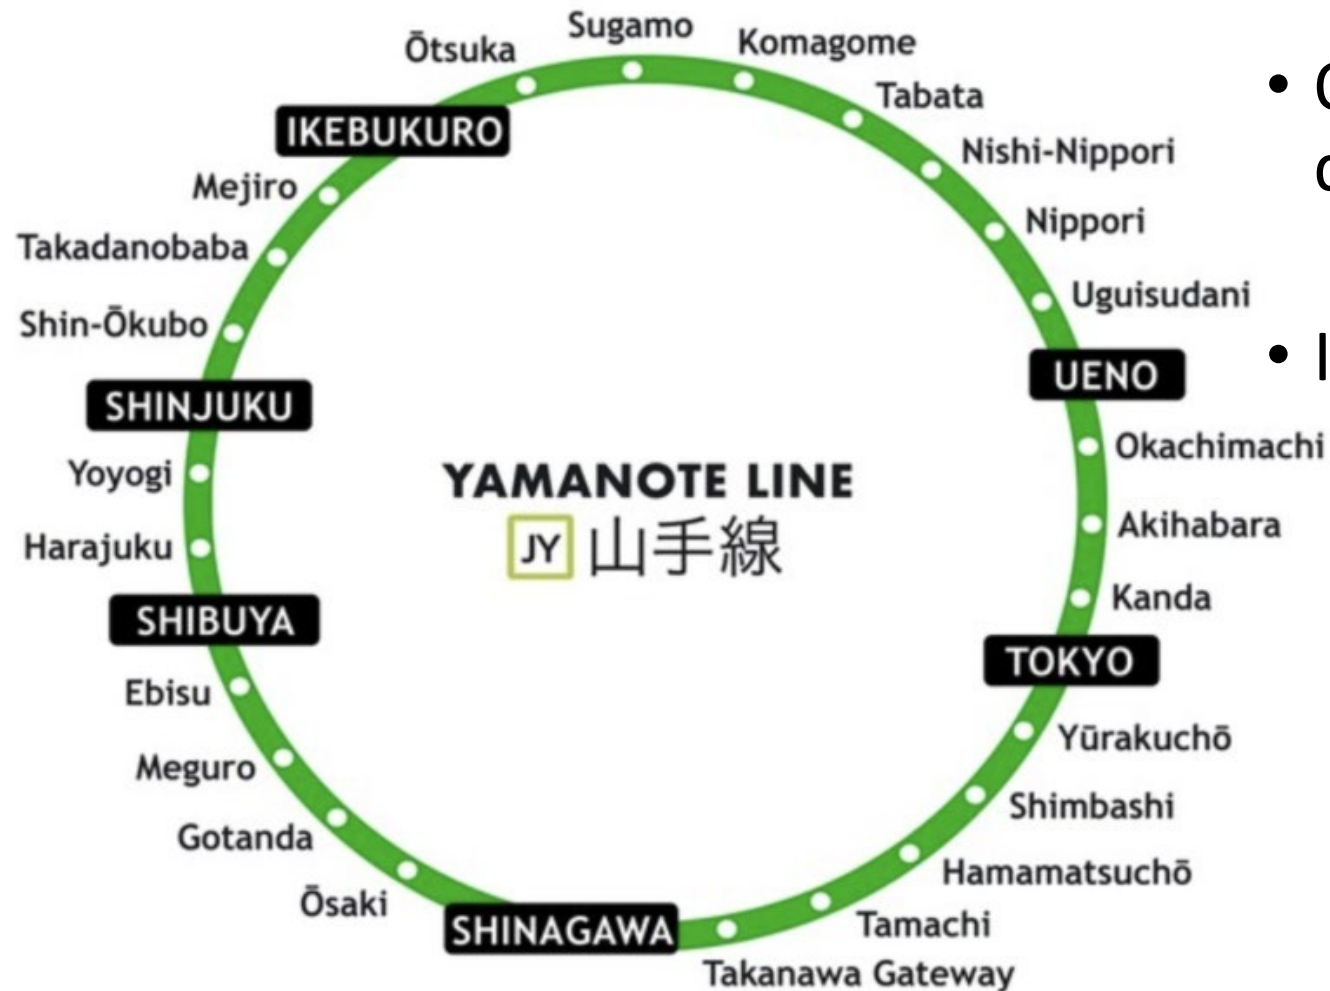 Sugamo
Ōtsuka
Komagome
Tabata
IKEBUKURO
Nishi-Nippori
Mejiro
Nippori
Takadanobaba
Uguisudani
Shin-Ōkubo
UENO
SHINJUKU
Okachimachi
Yoyogi
YAMANOTE LINE
JY 山手線
Akihabara
Harajuku
Kanda
SHIBUYA
TOKYO
Ebisu
Yūrakuchō
Meguro
Shimbashi
Gotanda
Hamamatsuchō
Ōsaki
Tamachi
SHINAGAWA
Takanawa Gateway